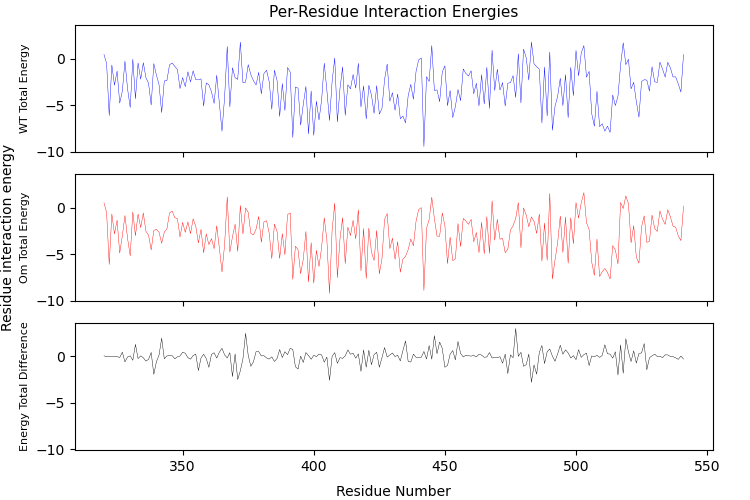 Per-Residue Interaction Energies
Residue interaction energy
WT Total Energy
0
−5
−10
Om Total Energy
0
−5
−10
Energy Total Difference
0
−5
−10
350 400 450 500 550
Residue Number